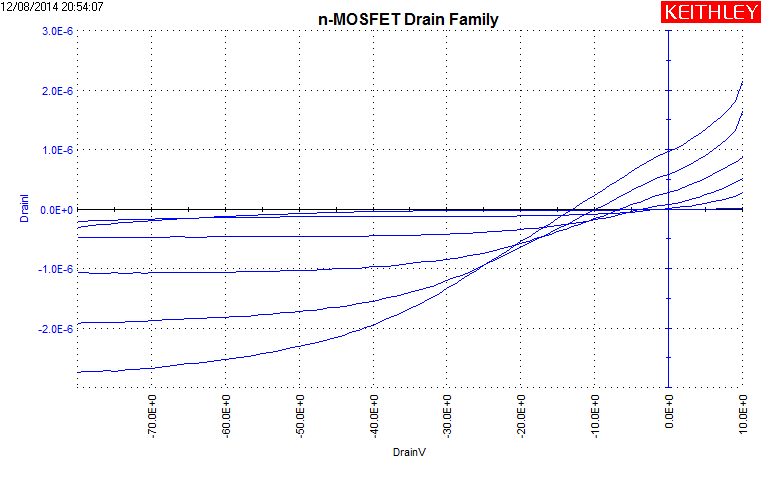 12/08/2014 20:54:07
KEITHLEY
n-MOSFET Drain Family
3.0E-6
2.0E-6
1.0E-6
0.0E+0
-1.0E-6
-2.0E-6
DrainI
-70.0E+0
-60.0E+0
-50.0E+0
-40.0E+0
-30.0E+0
-20.0E+0
-10.0E+0
0.0E+0
10.0E+0
DrainV